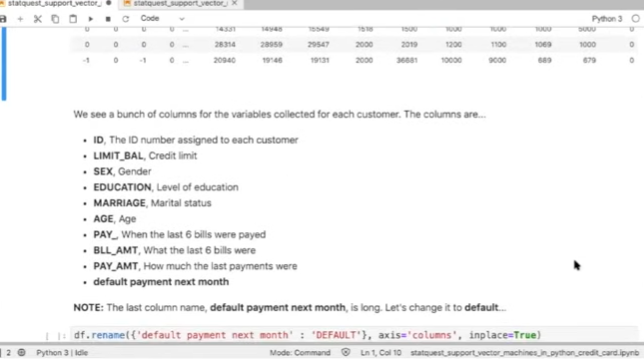 statquest_support_vector_
statquest_support_vector_
Code
Python 3
0 0 0 0 ... 14331 14948 15549 1518 1500 1000 1000 1000 5000 0
0 0 0 0 ... 28314 28959 29547 2000 2019 1200 1100 1069 1000 0
-1 0 -1 0 ... 20940 19146 19131 2000 36681 10000 9000 689 679 0
We see a bunch of columns for the variables collected for each customer. The columns are...
• ID, The ID number assigned to each customer
• LIMIT_BAL, Credit limit
• SEX, Gender
• EDUCATION, Level of education
• MARRIAGE, Marital status
• AGE, Age
• PAY_, When the last 6 bills were payed
• BLL_AMT, What the last 6 bills were
• PAY_AMT, How much the last payments were
• default payment next month
NOTE: The last column name, default payment next month, is long. Let's change it to default...
[ ]: df.rename({'default payment next month' : 'DEFAULT'}, axis='columns', inplace=True)
2 Python 3 | Idle Mode: Command Ln 1, Col 10 statquest_support_vector_machines_in_python_credit_card.ipynb